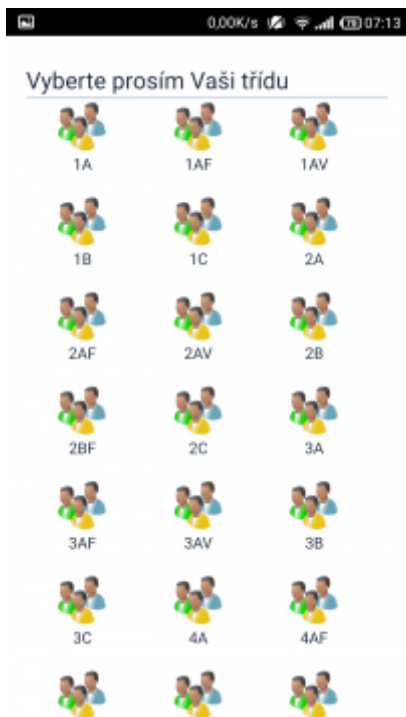 0,00K/s 78 07:13
Vyberte prosím Vaši třídu
1A 1AF 1AV
1B 1C 2A
2AF 2AV 2B
2BF 2C 3A
3AF 3AV 3B
3C 4A 4AF